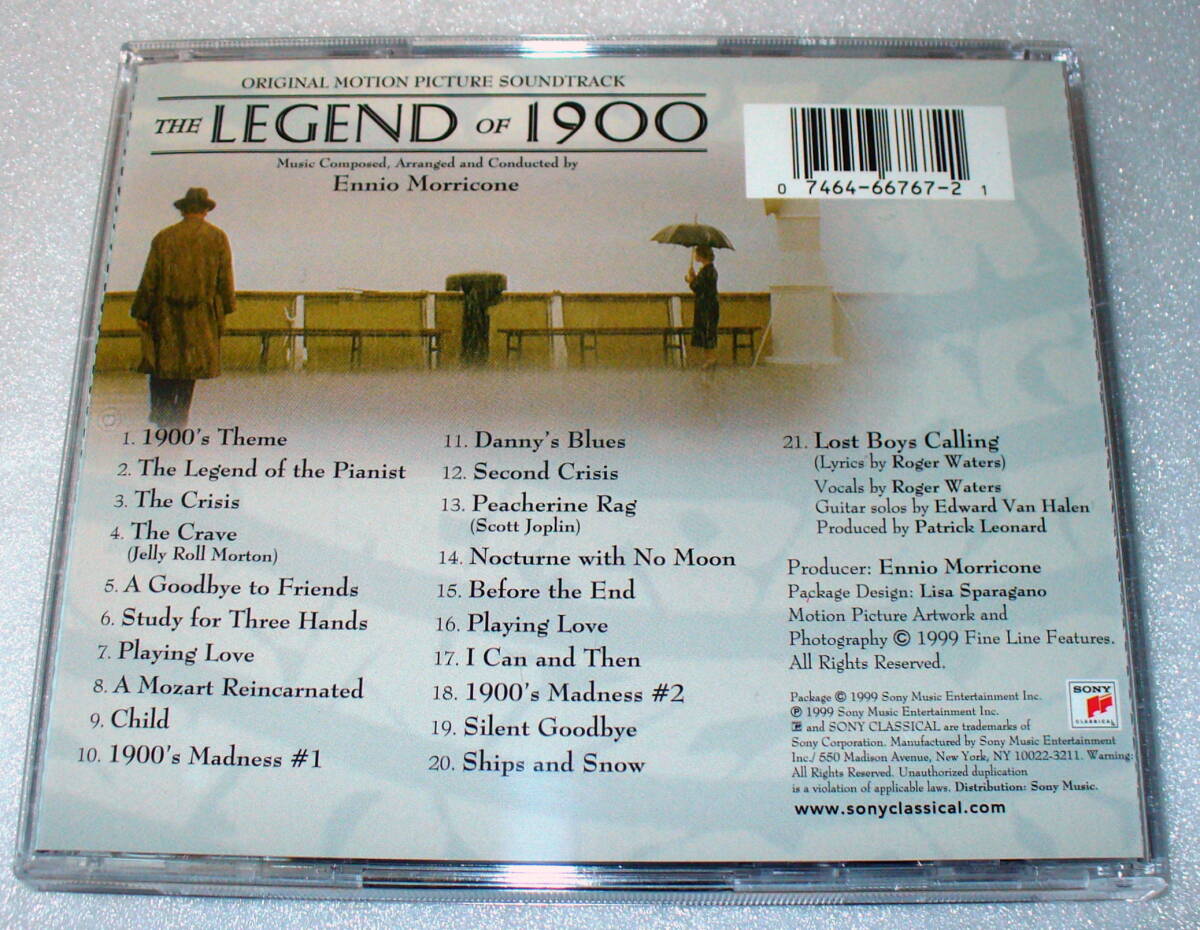 ORIGINAL MOTION PICTURE SOUNDTRACK
THE LEGEND OF 1900
Music Composed, Arranged and Conducted by
Ennio Morricone
0 7464-66767-2 1
1. 1900's Theme
2. The Legend of the Pianist
3. The Crisis
4. The Crave
(Jelly Roll Morton)
5. A Goodbye to Friends
6. Study for Three Hands
7. Playing Love
8. A Mozart Reincarnated
9. Child
10. 1900's Madness #1
11. Danny's Blues
12. Second Crisis
13. Peacherine Rag
(Scott Joplin)
14. Nocturne with No Moon
15. Before the End
16. Playing Love
17. I Can and Then
18. 1900's Madness #2
19. Silent Goodbye
20. Ships and Snow
21. Lost Boys Calling
(Lyrics by Roger Waters)
Vocals by Roger Waters
Guitar solos by Edward Van Halen
Produced by Patrick Leonard
Producer: Ennio Morricone
Package Design: Lisa Sparagano
Motion Picture Artwork and
Photography © 1999 Fine Line Features.
All Rights Reserved.
Package © 1999 Sony Music Entertainment Inc.
℗ 1999 Sony Music Entertainment Inc.
and SONY CLASSICAL are trademarks of
Sony Corporation. Manufactured by Sony Music Entertainment
Inc./ 550 Madison Avenue, New York, NY 10022-3211. Warning:
All Rights Reserved. Unauthorized duplication
is a violation of applicable laws. Distribution: Sony Music.
www.sonyclassical.com
SONY
CLASSICAL